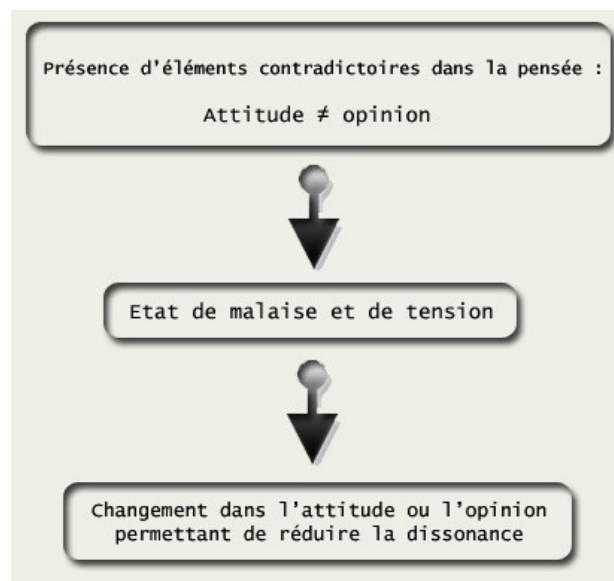 Présence d'éléments contradictoires dans la pensée :
Attitude ≠ opinion
Etat de malaise et de tension
Changement dans l'attitude ou l'opinion
permettant de réduire la dissonance